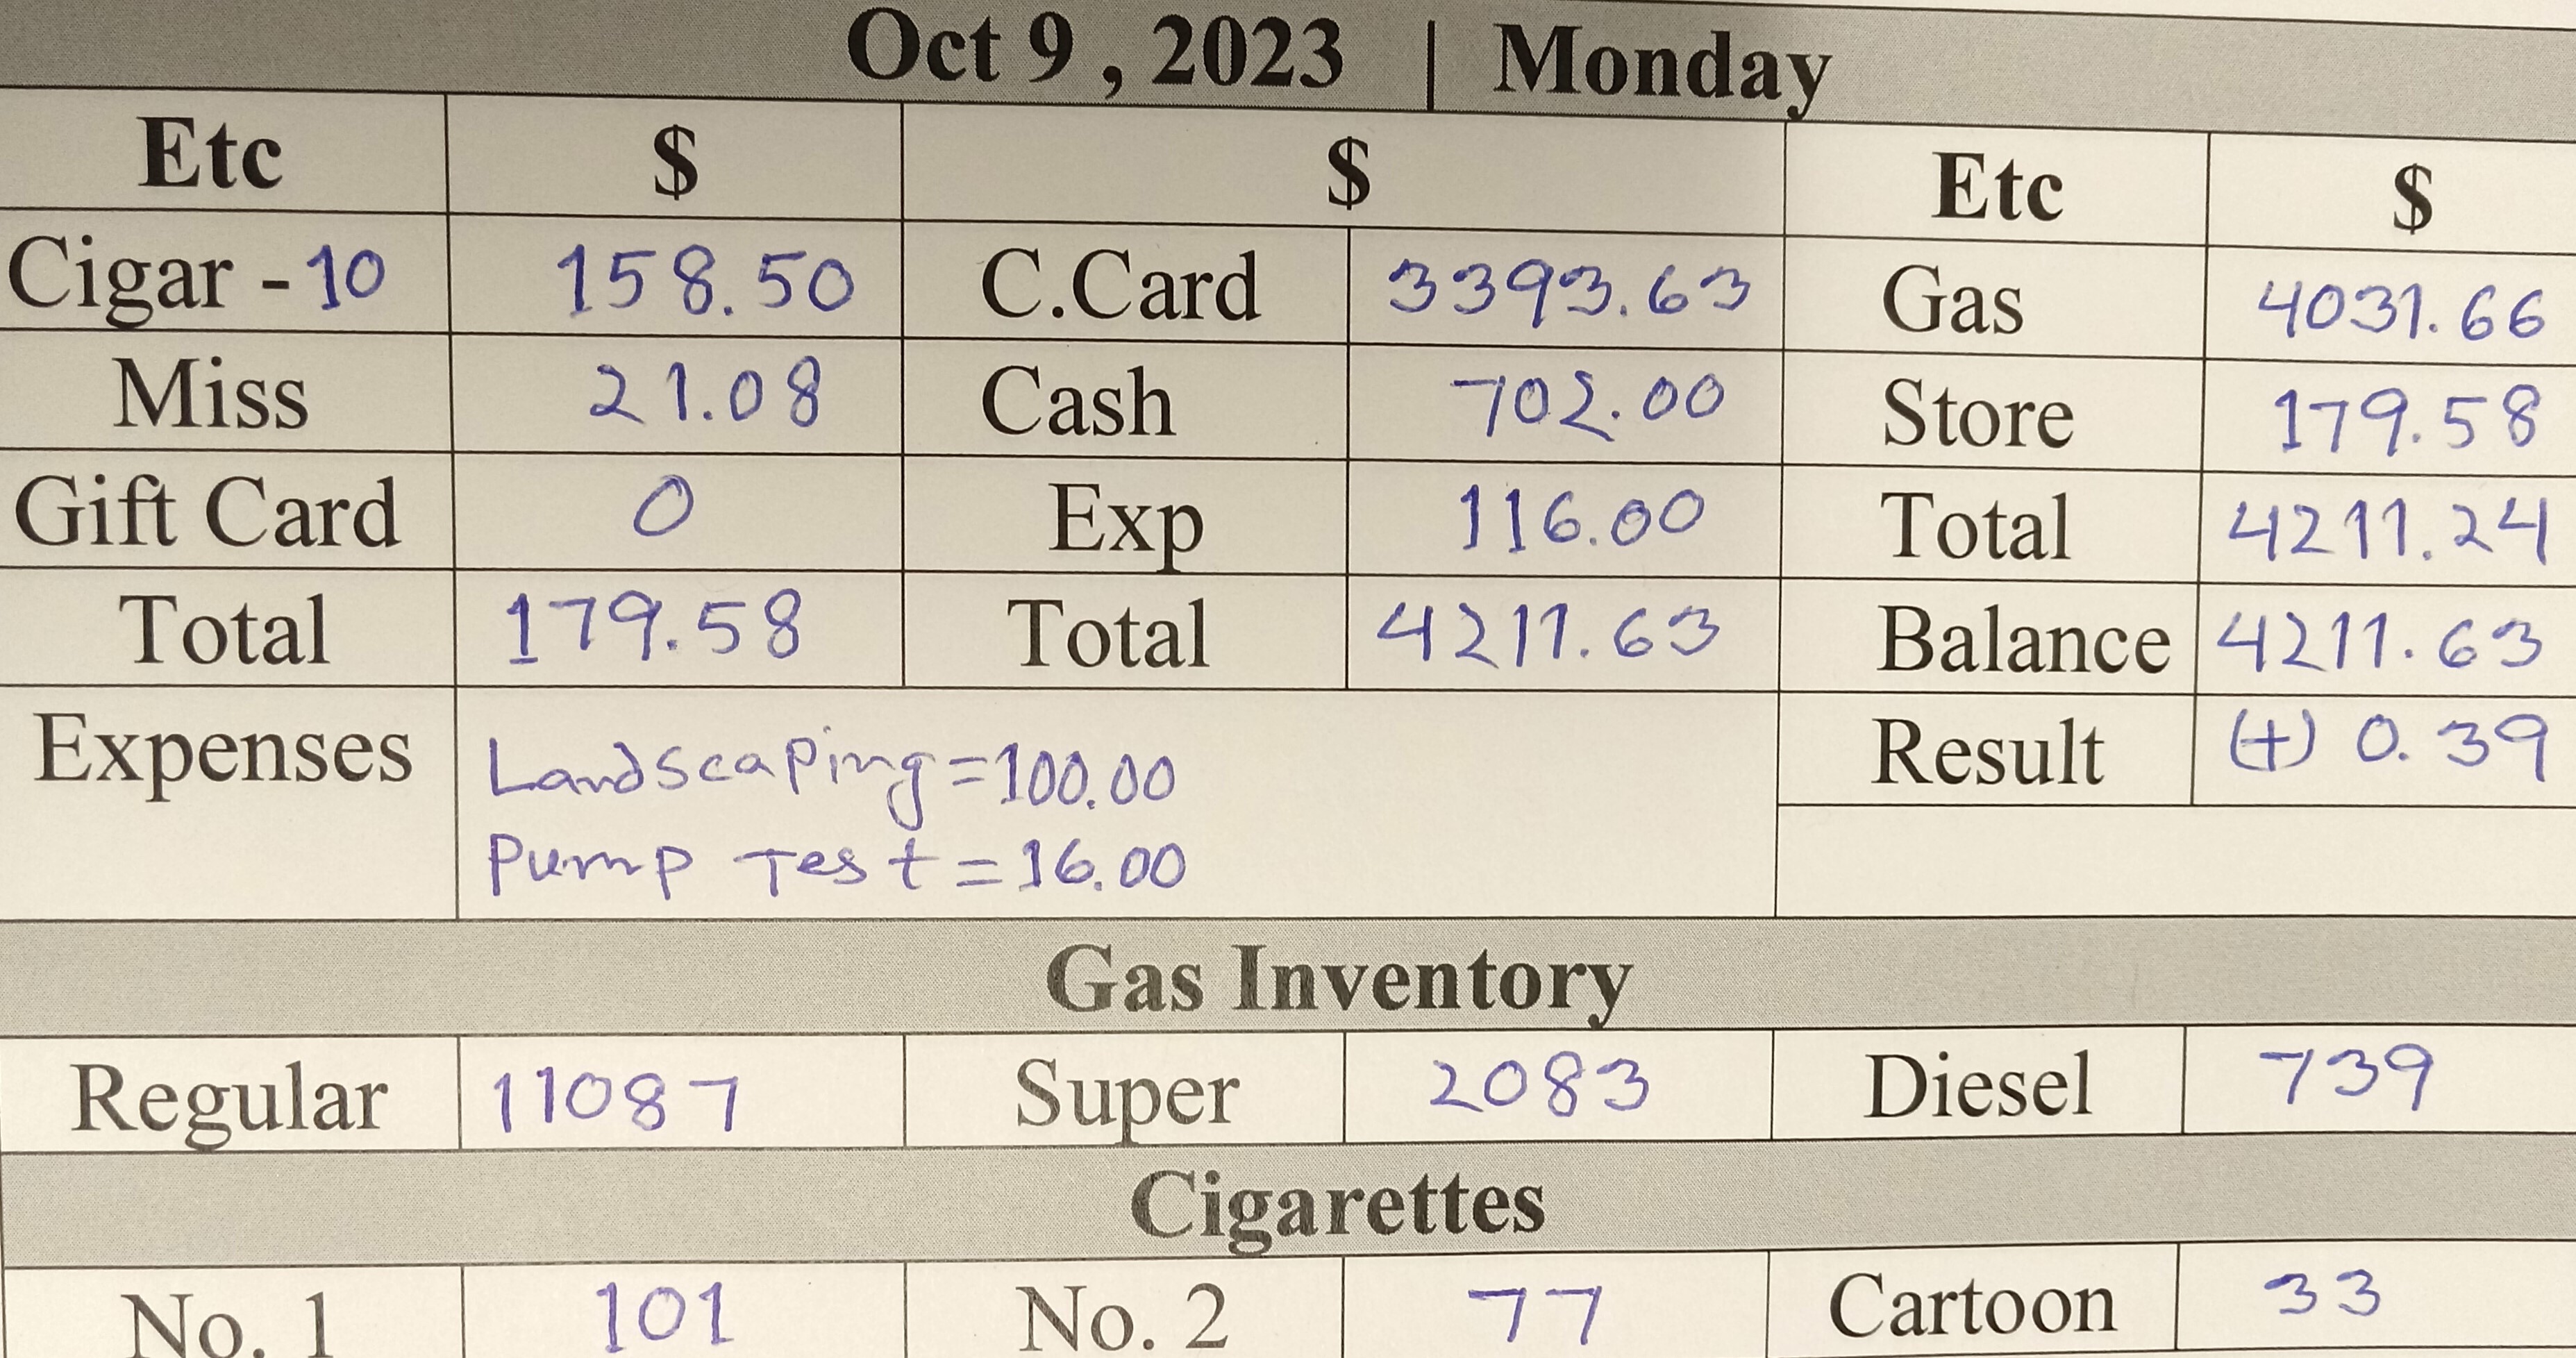 Oct 9 , 2023 | Monday
Etc $ $ Etc $
Cigar - 10 158.50 C.Card 3393.63 Gas 4031.66
Miss 21.08 Cash 702.00 Store 179.58
Gift Card 0 Exp 116.00 Total 4211.24
Total 179.58 Total 4211.63 Balance 4211.63
Expenses Landscaping=100.00 Result (+) 0.39
Pump Test=16.00
Gas Inventory
Regular 11087 Super 2083 Diesel 739
Cigarettes
No. 1 101 No. 2 77 Cartoon 33